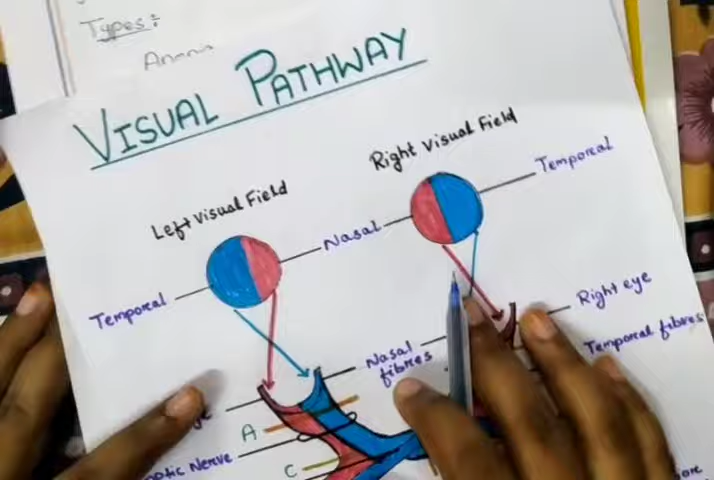 Types:
VISUAL PATHWAY
Right Visual Field
Temporal
Left Visual Field
Nasal
Temporal
Right eye
Temporal fibres
Nasal
fibres
A
optic Nerve
C